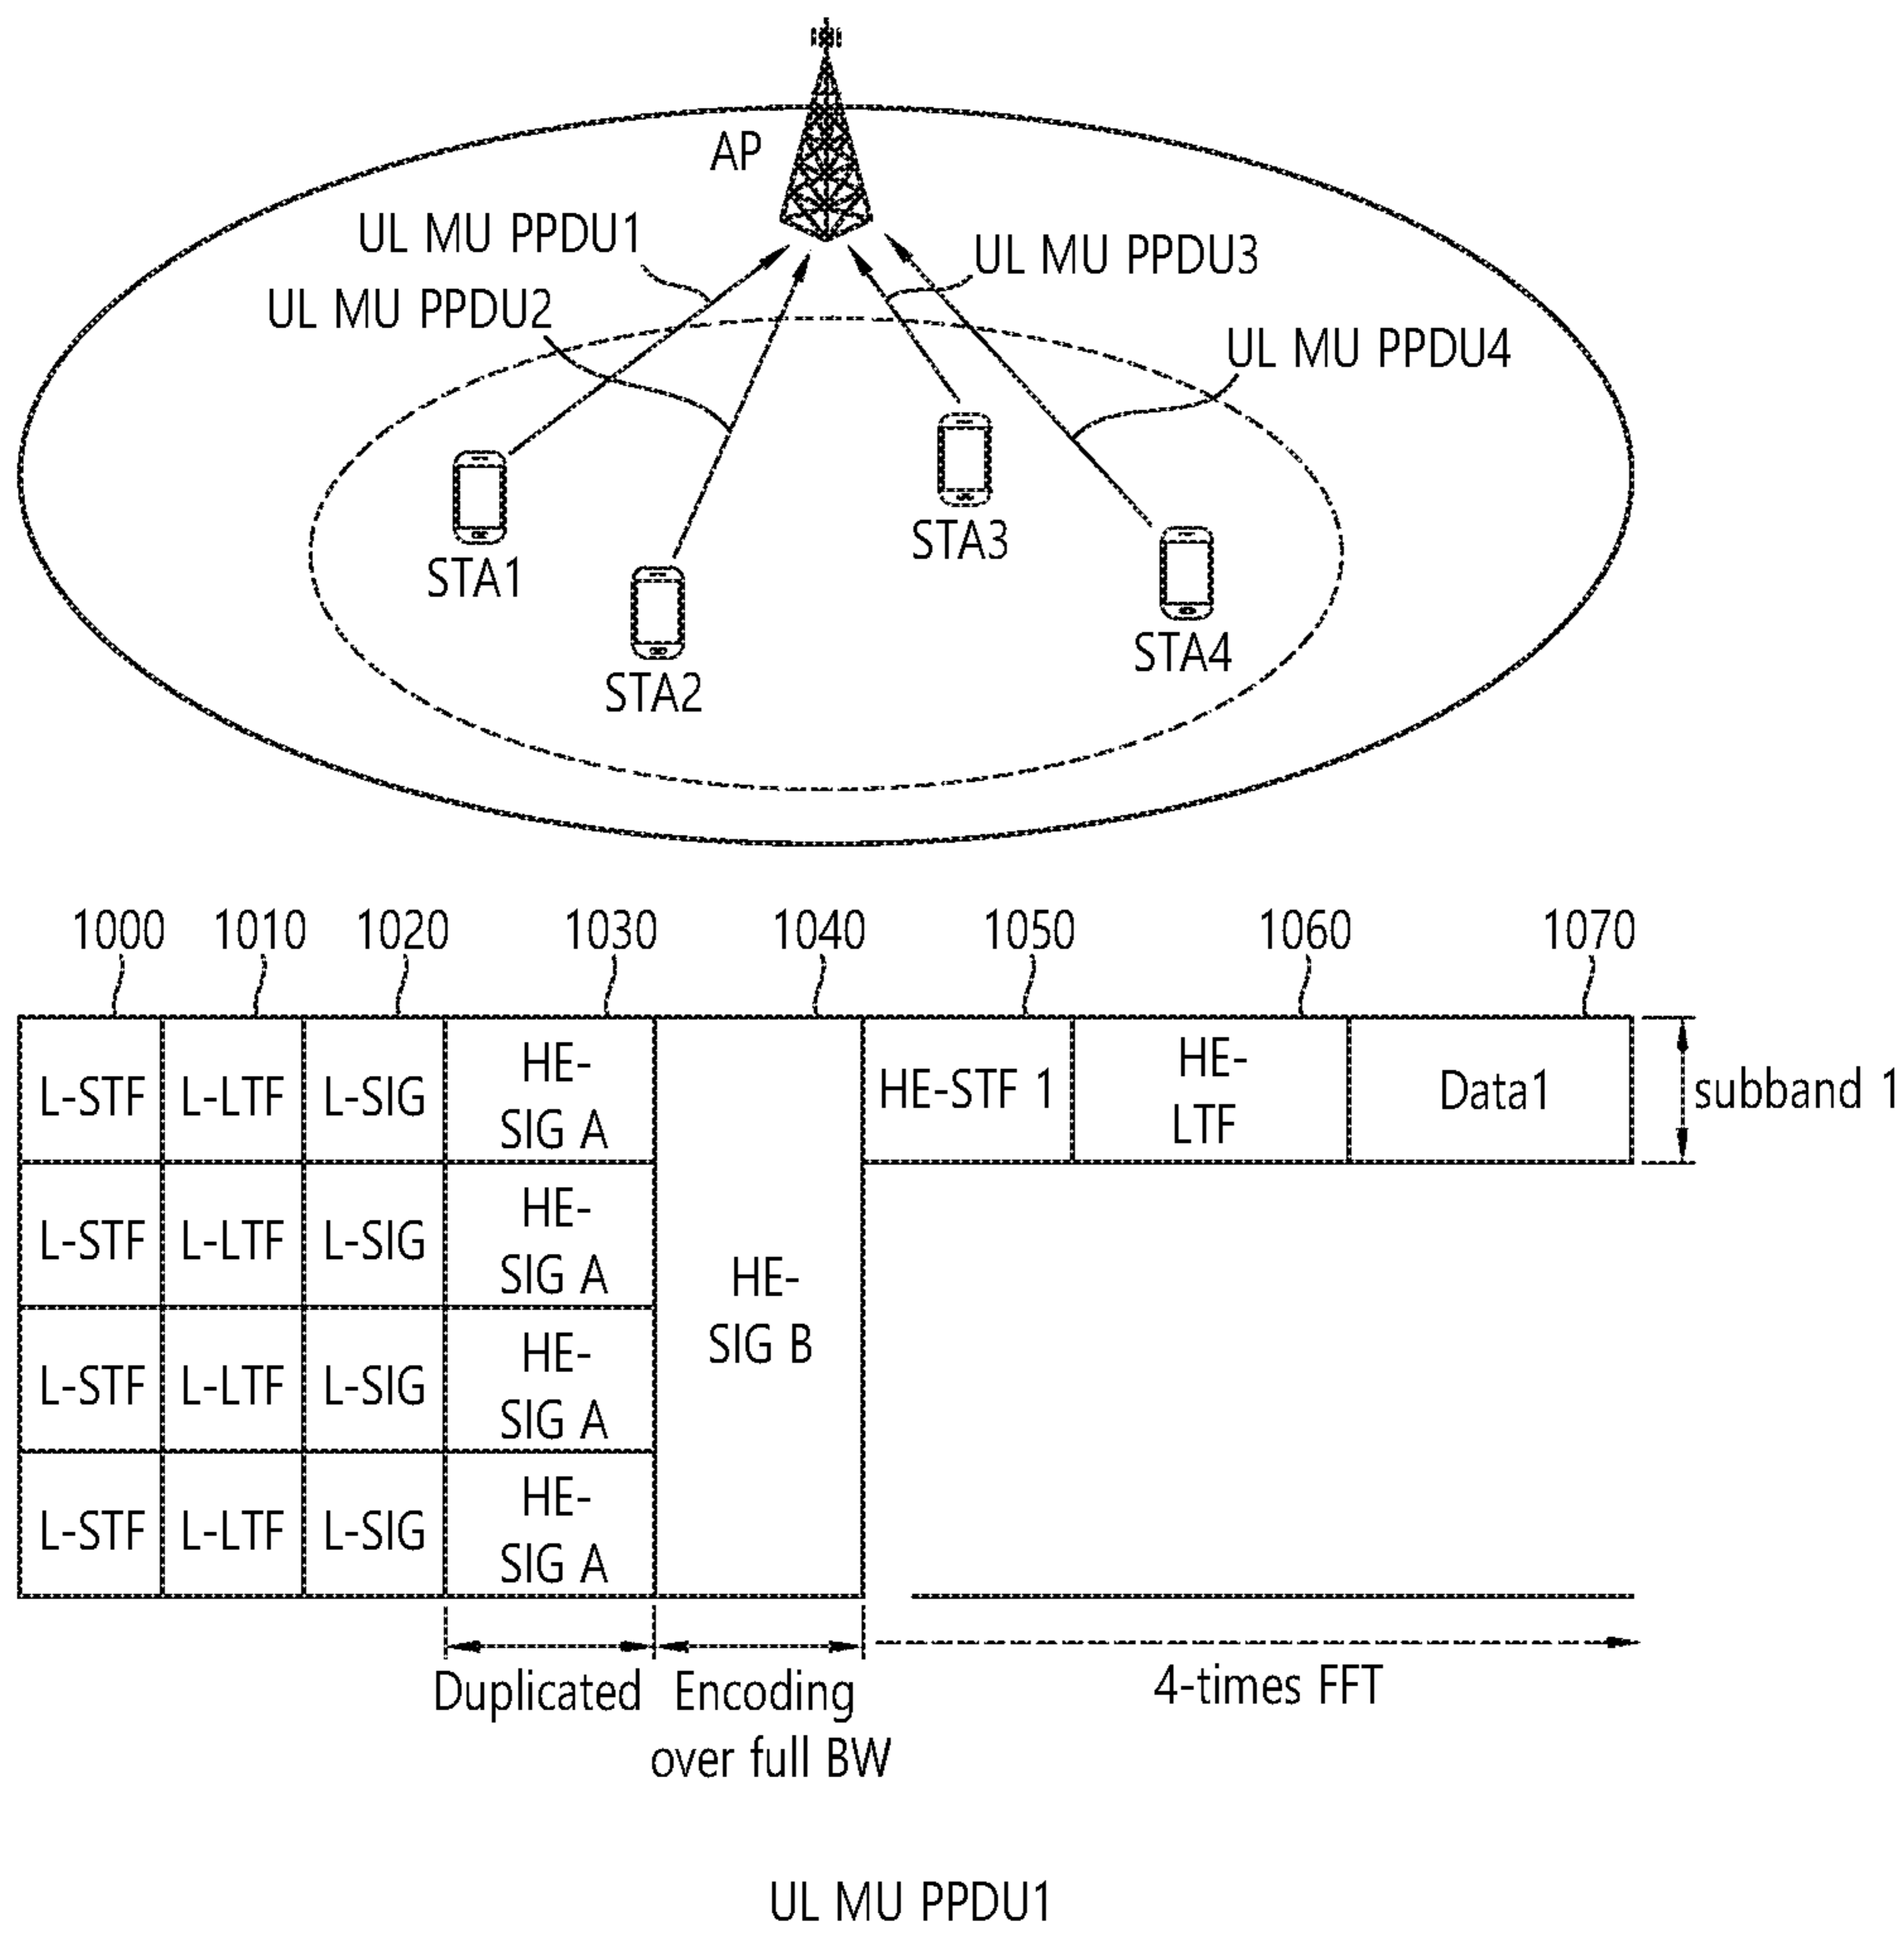 AP
UL MU PPDU1
UL MU PPDU3
UL MU PPDU2
UL MU PPDU4
STA1
STA3
STA2
STA4
1000 1010 1020 1030 1040 1050 1060 1070
L-STF L-LTF L-SIG HE-
SIG A
HE-STF 1
HE-
LTF
Data1
subband 1
L-STF L-LTF L-SIG HE-
SIG A
HE-
SIG B
L-STF L-LTF L-SIG HE-
SIG A
L-STF L-LTF L-SIG HE-
SIG A
Duplicated
Encoding
over full BW
4-times FFT
UL MU PPDU1